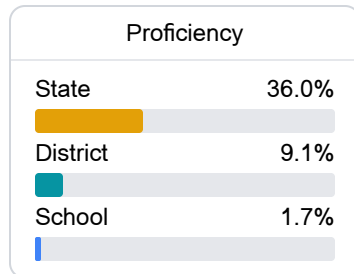 Proficiency
State 36.0%
District 9.1%
School 1.7%